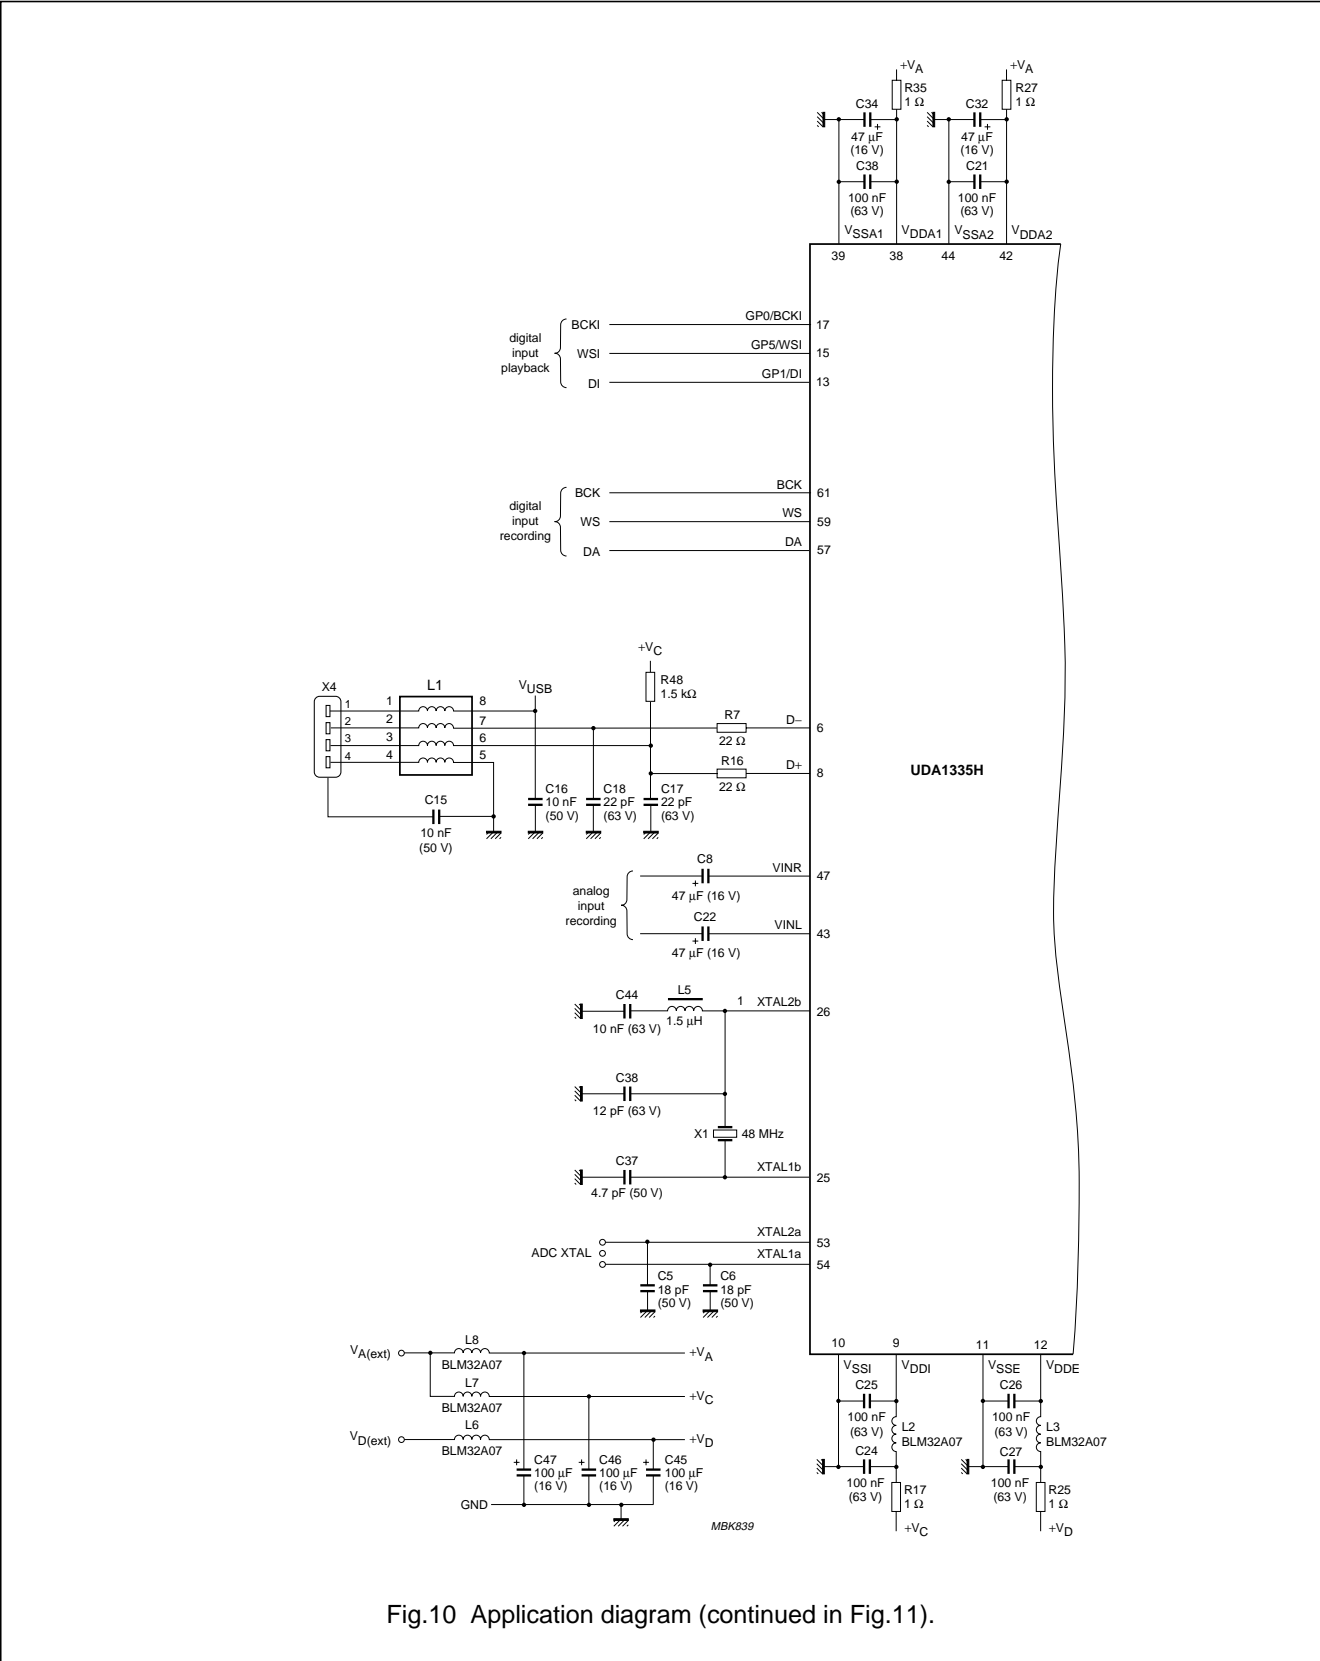 +VA
+VA
R35
1 Ω
R27
1 Ω
C34
47 µF
(16 V)
+
C32
47 µF
(16 V)
+
C38
100 nF
(63 V)
C21
100 nF
(63 V)
VSSA1
VDDA1
VSSA2
VDDA2
39
38
44
42
digital
input
playback
BCKI
GP0/BCKI
17
WSI
GP5/WSI
15
DI
GP1/DI
13
digital
input
recording
BCK
BCK
61
WS
WS
59
DA
DA
57
+VC
R48
1.5 kΩ
X4
L1
VUSB
1
1
8
2
2
7
3
3
6
4
4
5
R7
22 Ω
D−
6
R16
22 Ω
D+
8
UDA1335H
C15
10 nF
(50 V)
C16
10 nF
(50 V)
C18
22 pF
(63 V)
C17
22 pF
(63 V)
analog
input
recording
C8
+
47 µF (16 V)
VINR
47
C22
+
47 µF (16 V)
VINL
43
C44
10 nF (63 V)
L5
1.5 µH
1
XTAL2b
26
C38
12 pF (63 V)
X1
48 MHz
C37
4.7 pF (50 V)
XTAL1b
25
ADC XTAL
XTAL2a
53
XTAL1a
54
C5
18 pF
(50 V)
C6
18 pF
(50 V)
VA(ext)
L8
BLM32A07
+VA
L7
BLM32A07
+VC
VD(ext)
L6
BLM32A07
+VD
+
C47
100 µF
(16 V)
+
C46
100 µF
(16 V)
+
C45
100 µF
(16 V)
GND
MBK839
10
9
11
12
VSSI
VDDI
VSSE
VDDE
C25
100 nF
(63 V)
L2
BLM32A07
C24
100 nF
(63 V)
R17
1 Ω
+VC
C26
100 nF
(63 V)
L3
BLM32A07
C27
100 nF
(63 V)
R25
1 Ω
+VD
Fig.10 Application diagram (continued in Fig.11).